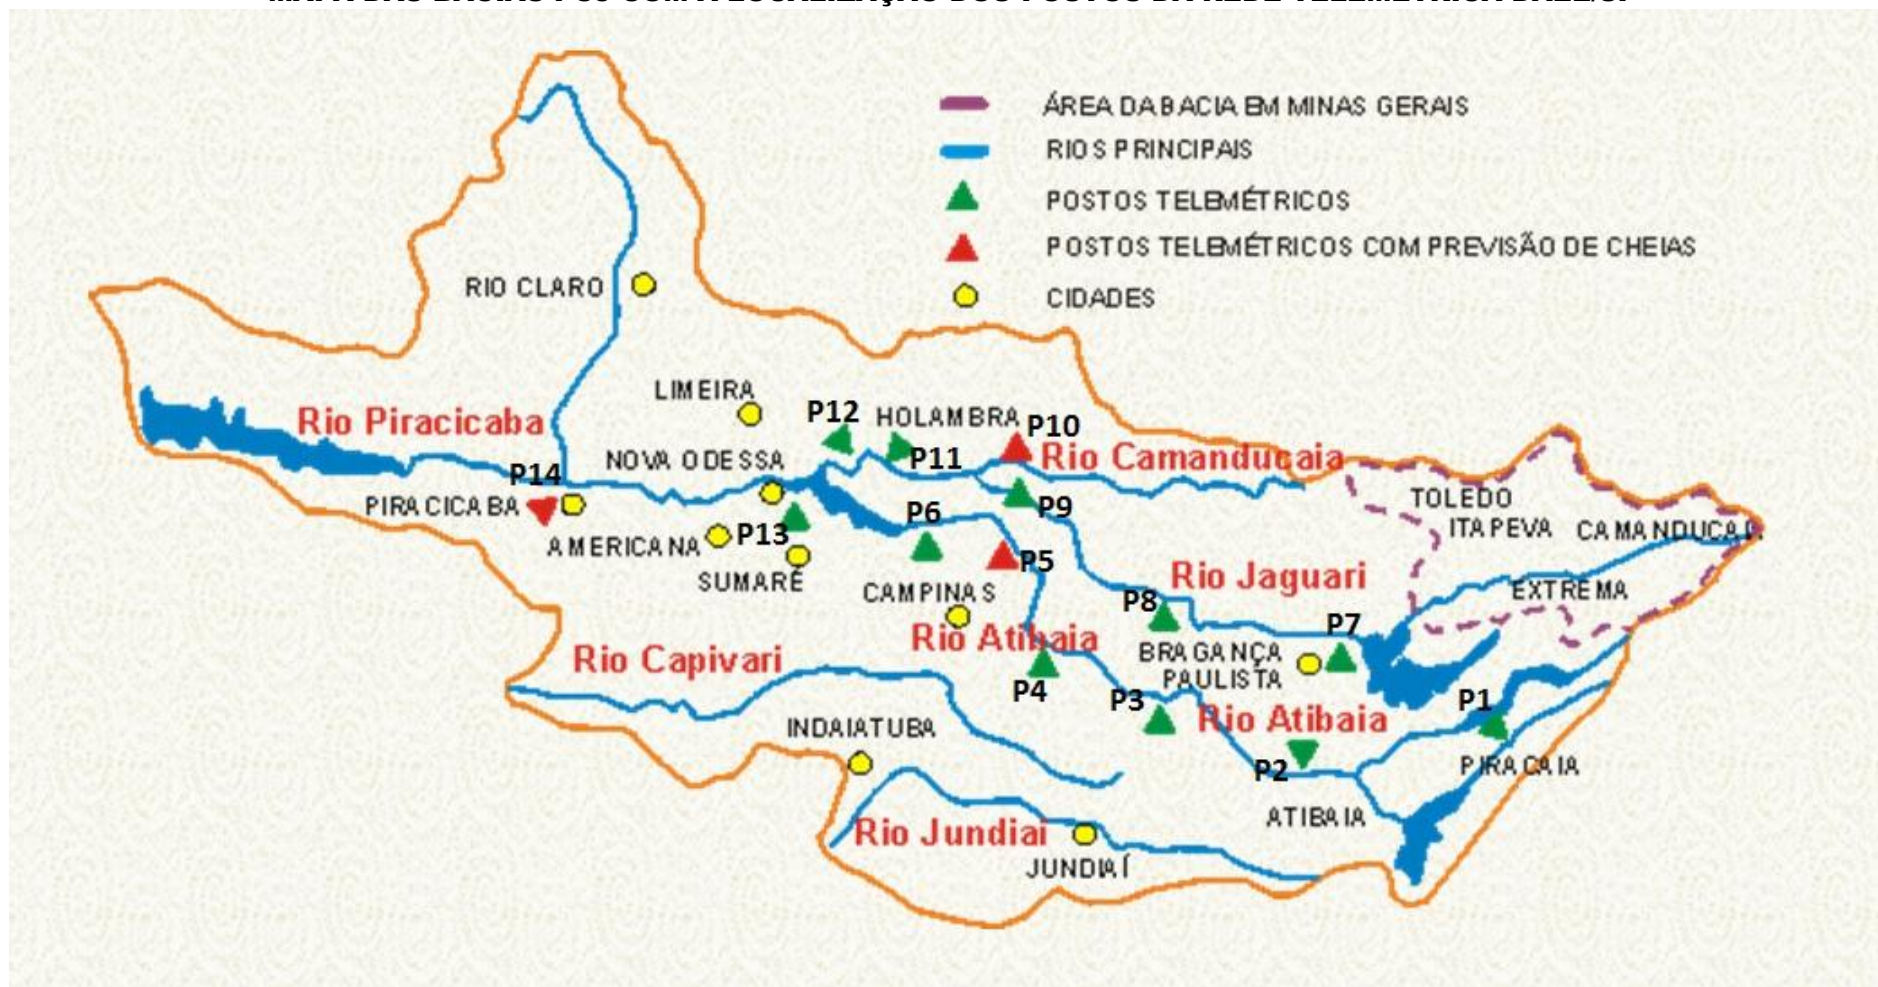 ÁREA DA BACIA EM MINAS GERAIS
RIOS PRINCIPAIS
POSTOS TELEMÉTRICOS
POSTOS TELEMÉTRICOS COM PREVISÃO DE CHEIAS
CIDADES
RIO CLARO
LIMEIRA
Rio Piracicaba
P12
HOLAMBRA
P10
P11
Rio Camanducaia
NOVA ODESSA
P14
PIRACICABA
TOLEDO
ITAPEVA
CAMANDUCAIA
P6
P9
P13
AMERICANA
P5
SUMARÉ
CAMPINAS
Rio Jaguari
EXTREMA
P8
P7
Rio Atibaia
BRAGANÇA
PAULISTA
Rio Capivari
P4
P3
P1
Rio Atibaia
INDAIATUBA
P2
PIRACAIA
ATIBAIA
Rio Jundiai
JUNDIAÍ